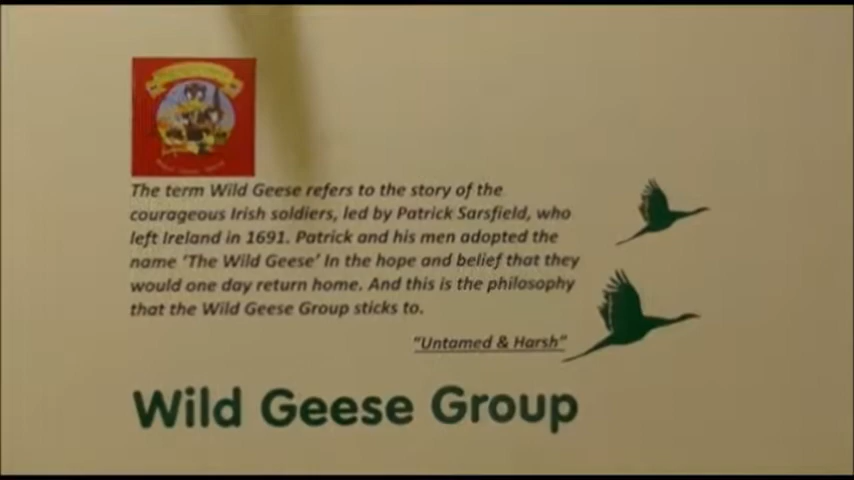 The term Wild Geese refers to the story of the
courageous Irish soldiers, led by Patrick Sarsfield, who
left Ireland in 1691. Patrick and his men adopted the
name ‘The Wild Geese’ In the hope and belief that they
would one day return home. And this is the philosophy
that the Wild Geese Group sticks to.
“Untamed & Harsh”
Wild Geese Group